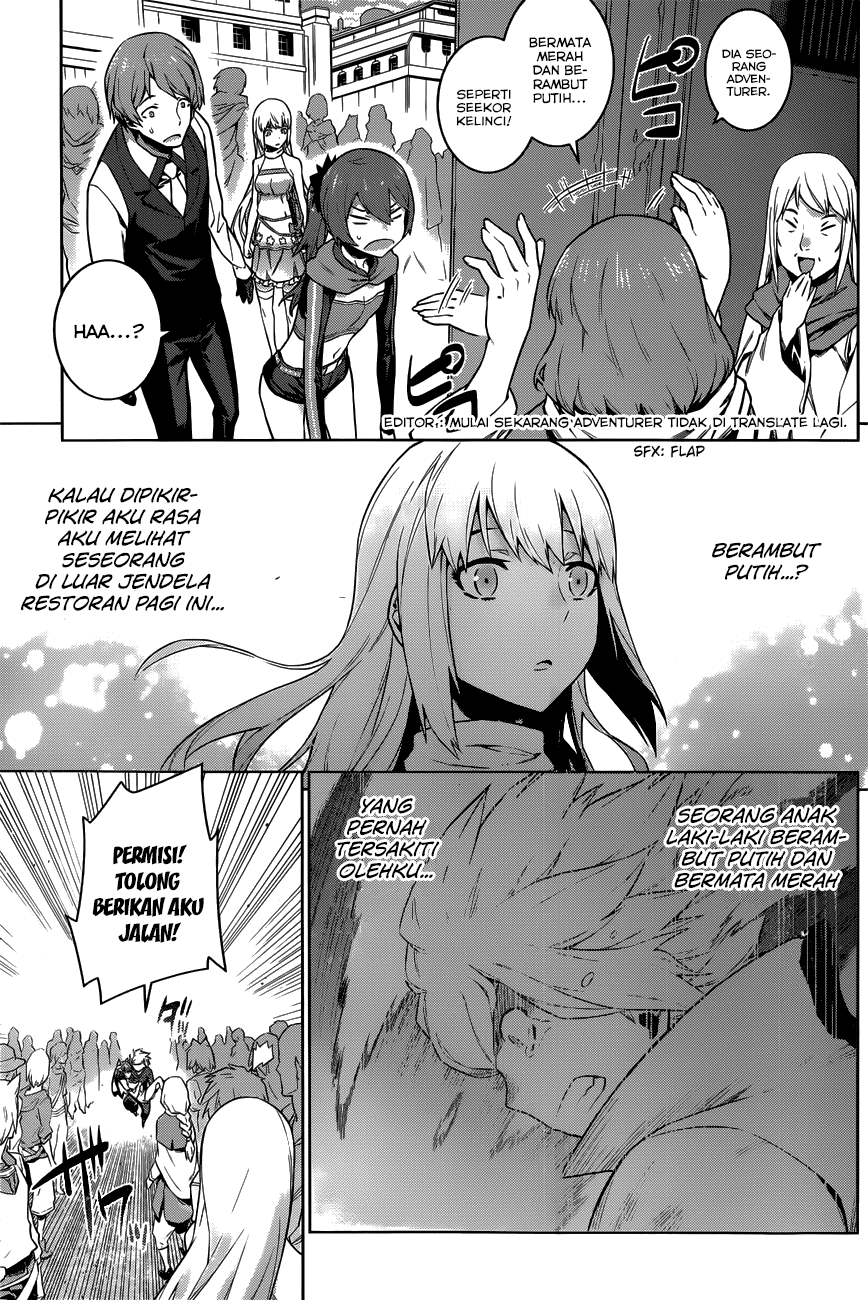 DIA SEO-
RANG
ADVEN-
TURER.
BERMATA
MERAH
DAN BE-
RAMBUT
PUTIH...
SEPERTI
SEEKOR
KELINCI!
HAA...?
EDITOR : MULAI SEKARANG ADVENTURER TIDAK DI TRANSLATE LAGI.
SFX: FLAP
BERAMBUT
PUTIH...?
KALAU DIPIKIR-
PIKIR AKU RASA
AKU MELIHAT
SESEORANG
DI LUAR JENDELA
RESTORAN PAGI INI...
SEORANG ANAK
LAKI-LAKI BERAM-
BUT PUTIH DAN
BERMATA MERAH
YANG
PERNAH
TERSAKITI
OLEHKU...
PERMISI!
TOLONG
BERIKAN AKU
JALAN!